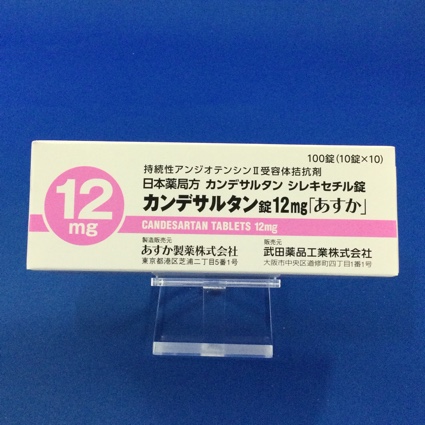 100錠(10錠×10)
持続性アンジオテンシンⅡ受容体拮抗剤
日本薬局方 カンデサルタン シレキセチル錠
カンデサルタン錠12mg「あすか」
12
mg
CANDESARTAN TABLETS 12mg
製造販売元
あすか製薬株式会社
東京都港区芝浦二丁目5番1号
販売元
武田薬品工業株式会社
大阪市中央区道修町四丁目1番1号